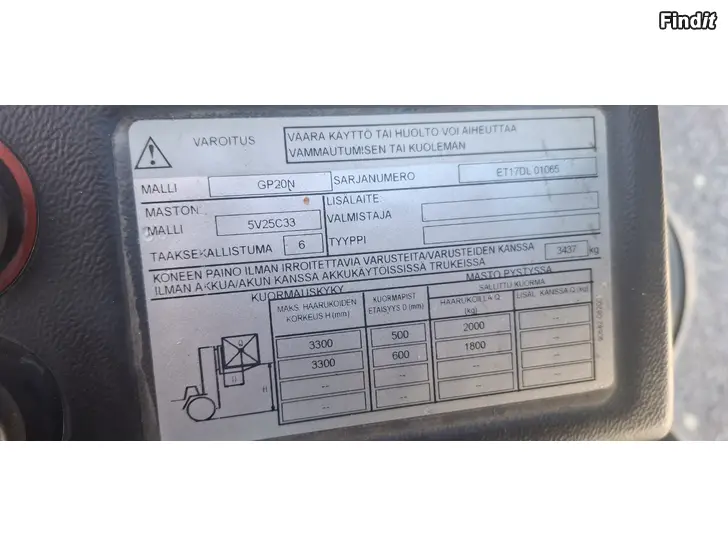 Findit
VAROITUS
VAARA KÄYTTÖ TAI HUOLTO VOI AIHEUTTAA
VAMMAUTUMISEN TAI KUOLEMAN
MALLI GP20N SARJANUMERO ET17DL 01065
MASTON
MALLI 5V25C33
LISÄLAITE
VALMISTAJA
TAAKSEKALLISTUMA 6 TYYPPI
KONEEN PAINO ILMAN IRROITETTAVIA VARUSTEITA/VARUSTEIDEN KANSSA 3437 kg
ILMAN AKKUA/AKUN KANSSA AKKUKÄYTÖISSISSÄ TRUKEISSA
MASTO PYSTYSSÄ
KUORMAUSKYKY
MAKS. HAARUKOIDEN
KORKEUS H (mm)
KUORMAPIST
ETÄISYYS D (mm)
SALLITTU KUORMA
HAARUKOILLA Q
(kg)
LISÄL. KANSSA Q (kg)
3300 500 2000 --
3300 600 1800 --
-- -- -- --
-- -- -- --
D
H